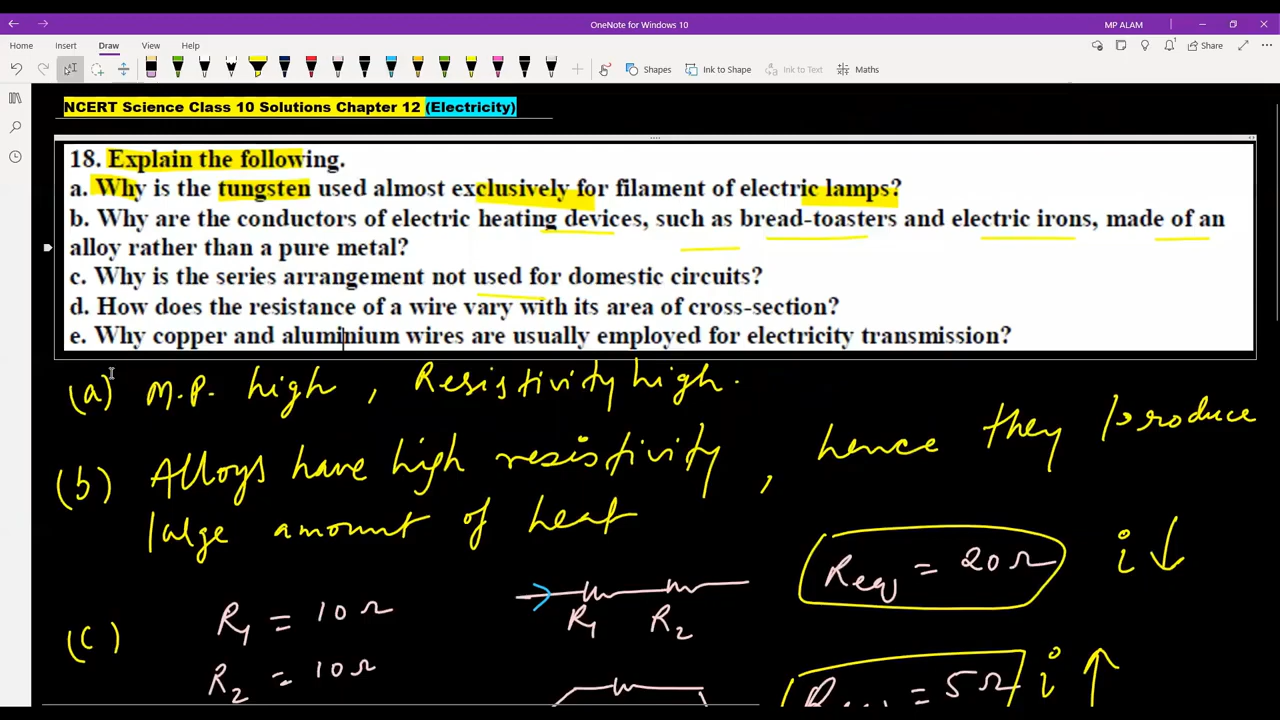 OneNote for Windows 10
MP ALAM
Home Insert Draw View Help
Share
Shapes
Ink to Shape
Ink to Text
Maths
NCERT Science Class 10 Solutions Chapter 12 (Electricity)
18. Explain the following.
a. Why is the tungsten used almost exclusively for filament of electric lamps?
b. Why are the conductors of electric heating devices, such as bread-toasters and electric irons, made of an
alloy rather than a pure metal?
c. Why is the series arrangement not used for domestic circuits?
d. How does the resistance of a wire vary with its area of cross-section?
e. Why copper and aluminium wires are usually employed for electricity transmission?
(a) M.P. high, Resistivity high.
(b) Alloys have high resistivity, hence they produce
large amount of heat
Req = 20 Ω i ↓
(c) R1 = 10 Ω
R1 R2
R2 = 10 Ω
= 5 Ω i ↑